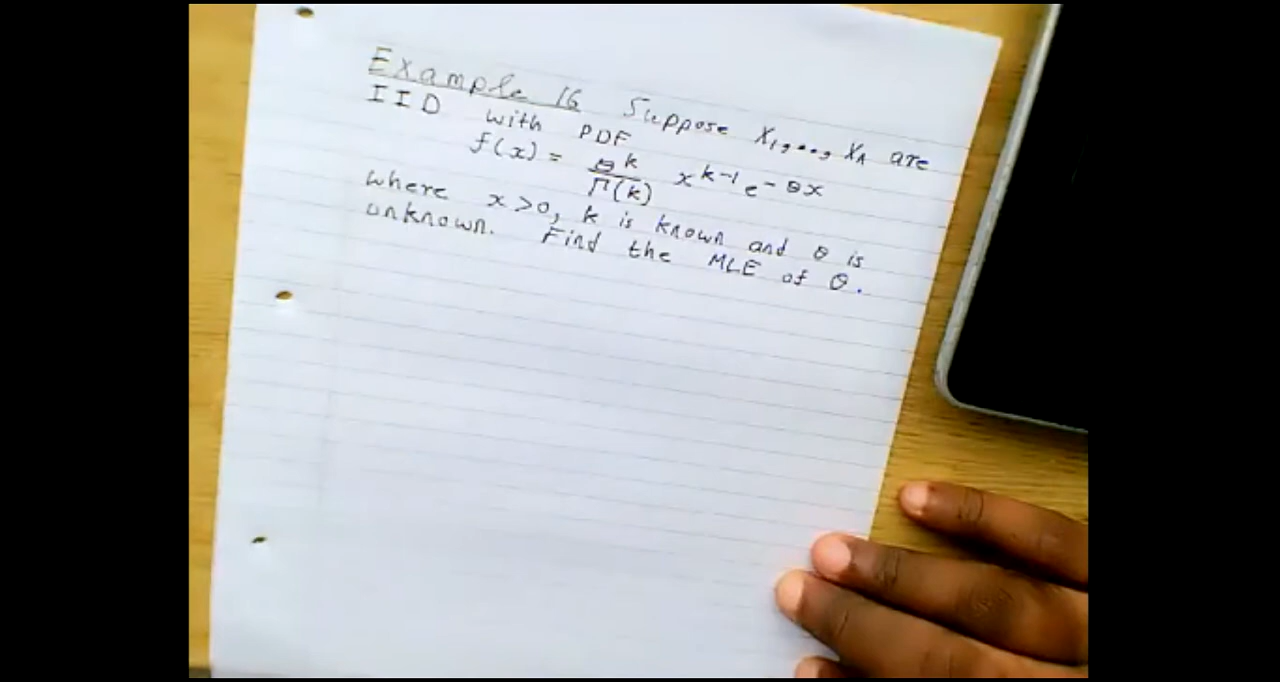 Example 16 Suppose X₁,..., Xₙ are
IID with PDF
f(x) = θ^k / Γ(k) x^{k-1} e^{-θx}
where x > 0, k is known and θ is
unknown. Find the MLE of θ.